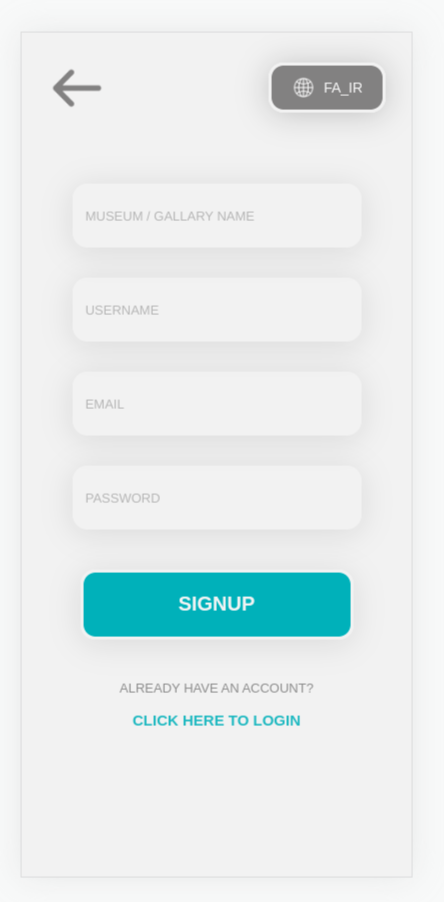 FA_IR
MUSEUM / GALLARY NAME
USERNAME
EMAIL
PASSWORD
SIGNUP
ALREADY HAVE AN ACCOUNT?
CLICK HERE TO LOGIN